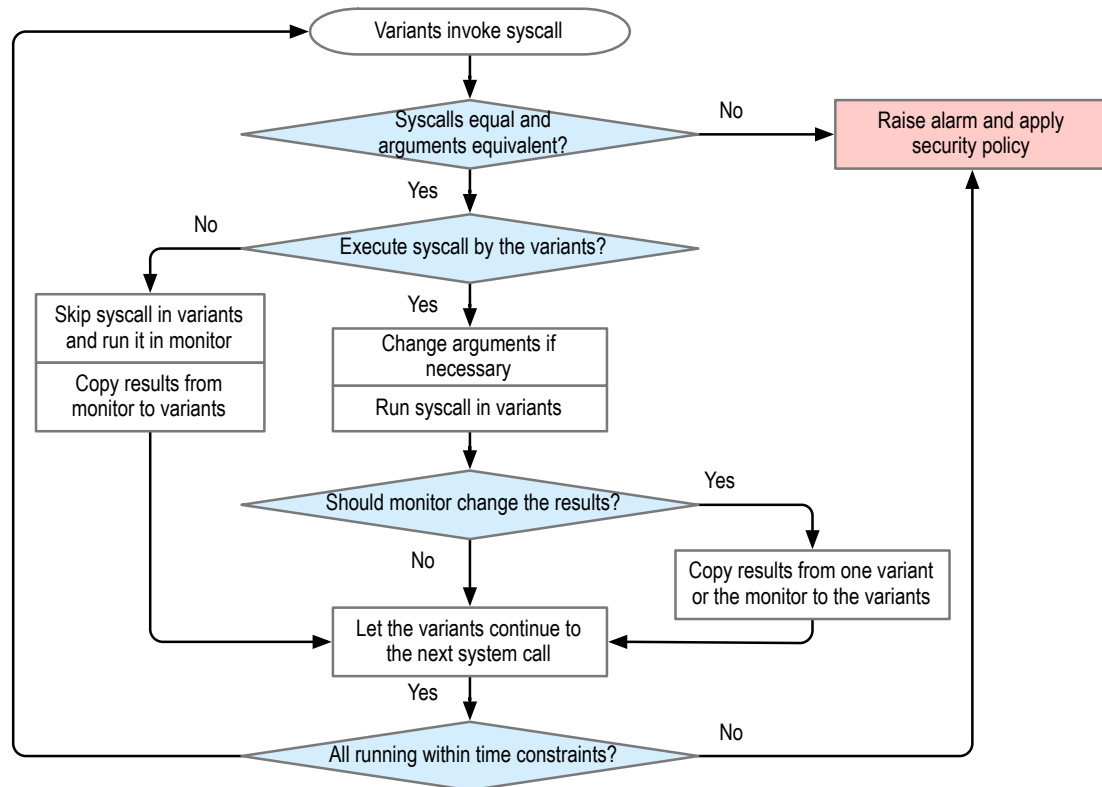 Variants invoke syscall
Syscalls equal and
arguments equivalent?
No
Raise alarm and apply
security policy
Yes
No
Execute syscall by the variants?
Yes
Skip syscall in variants
and run it in monitor
Copy results from
monitor to variants
Change arguments if
necessary
Run syscall in variants
Should monitor change the results?
Yes
No
Copy results from one variant
or the monitor to the variants
Let the variants continue to
the next system call
Yes
All running within time constraints?
No